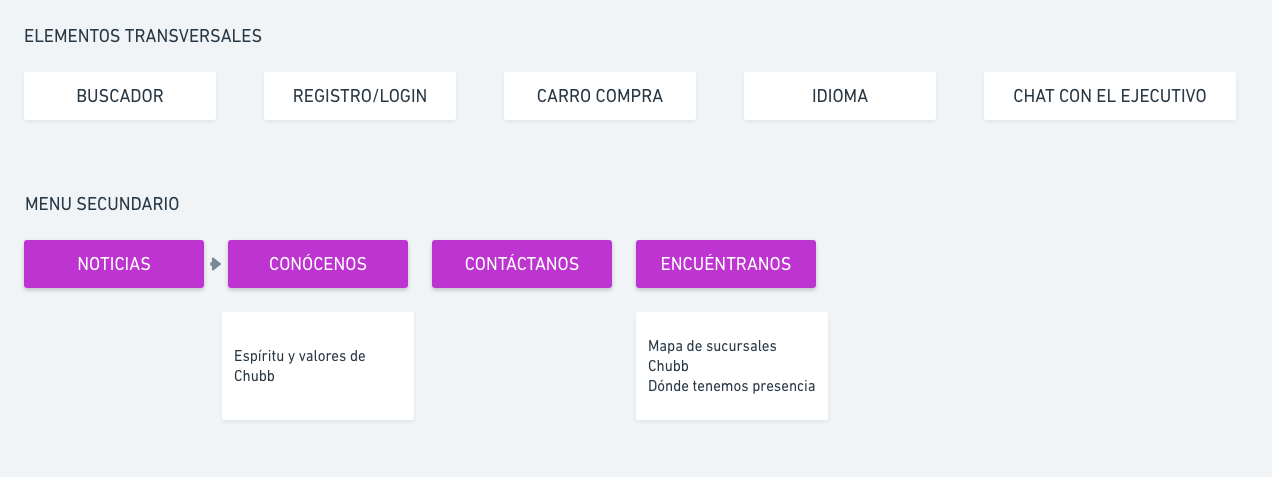 ELEMENTOS TRANSVERSALES
BUSCADOR
REGISTRO/LOGIN
CARRO COMPRA
IDIOMA
CHAT CON EL EJECUTIVO
MENU SECUNDARIO
NOTICIAS
CONÓCENOS
CONTÁCTANOS
ENCUÉNTRANOS
Espíritu y valores de
Chubb
Mapa de sucursales
Chubb
Dónde tenemos presencia